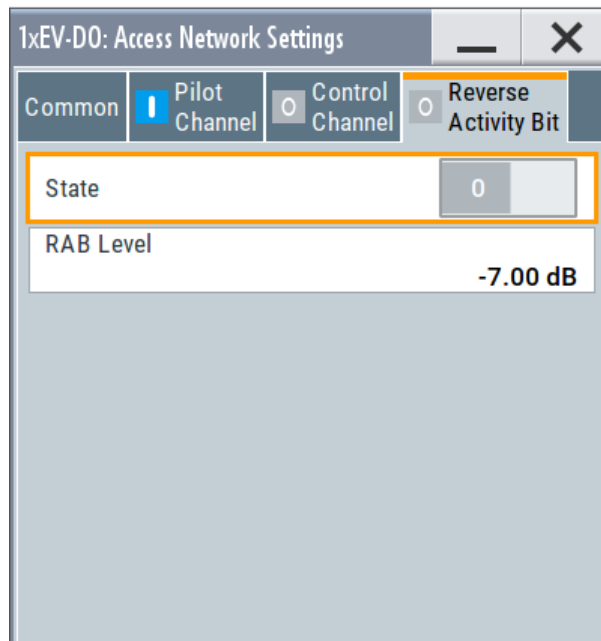 1xEV-DO: Access Network Settings
Common
I
Pilot
Channel
O
Control
Channel
O
Reverse
Activity Bit
State
0
RAB Level
-7.00 dB